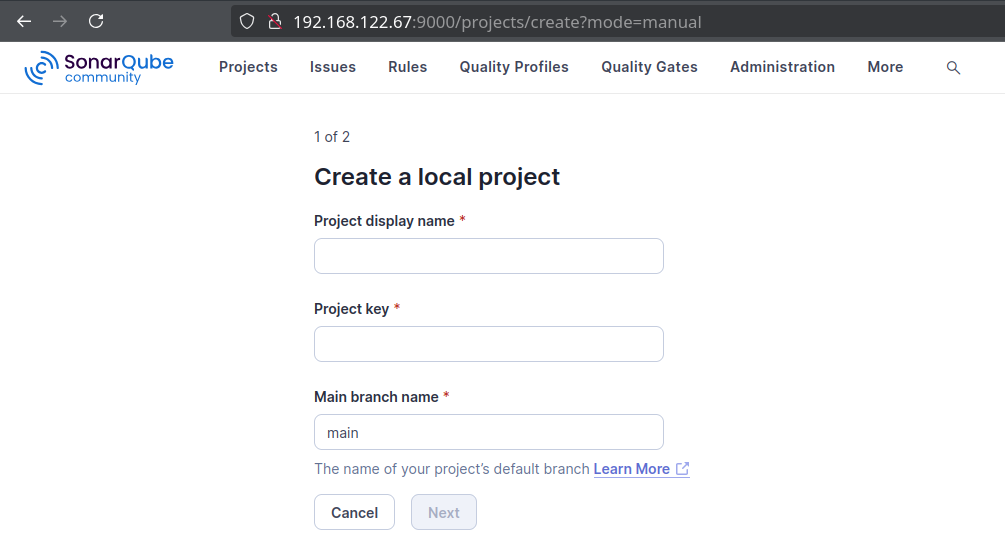 192.168.122.67:9000/projects/create?mode=manual
SonarQube community Projects Issues Rules Quality Profiles Quality Gates Administration More
1 of 2
Create a local project
Project display name *
Project key *
Main branch name *
main
The name of your project's default branch Learn More
Cancel Next